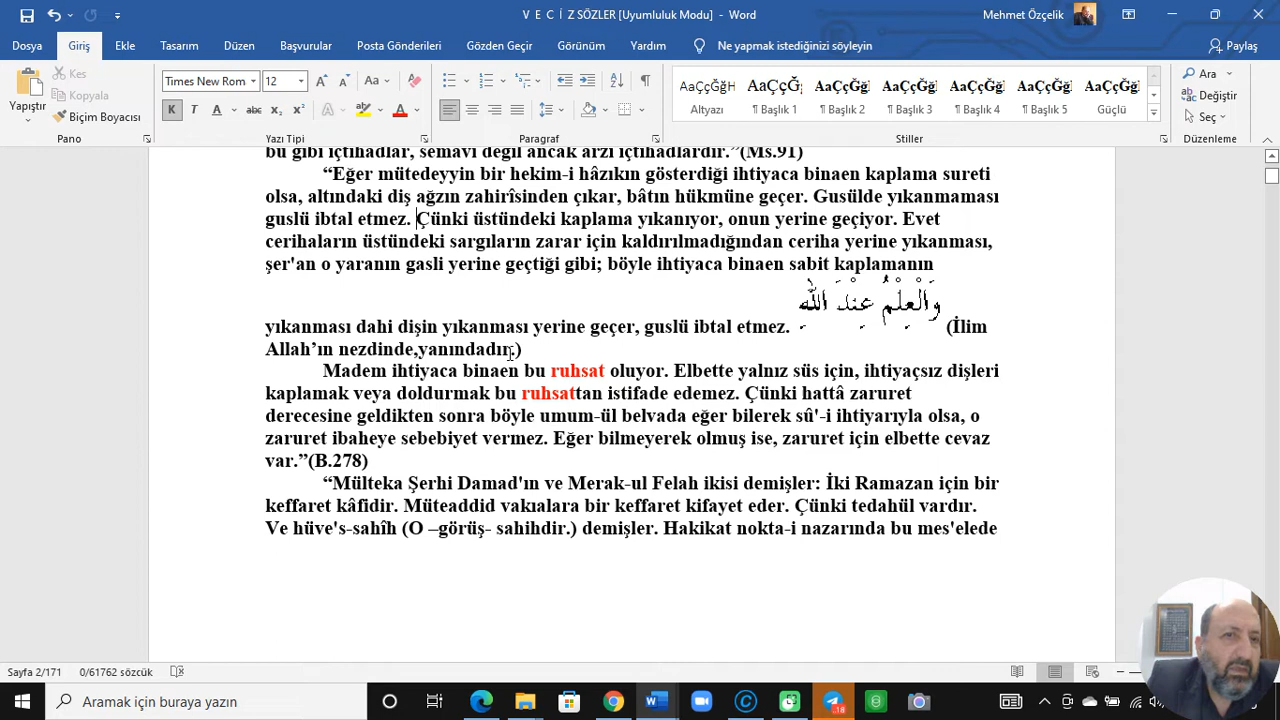 V E C İ Z SÖZLER [Uyumluluk Modu] - Word
Mehmet Özçelik
Dosya Giriş Ekle Tasarım Düzen Başvurular Posta Gönderileri Gözden Geçir Görünüm Yardım Ne yapmak istediğinizi söyleyin Paylaş
Yapıştır
Kes
Kopyala
Biçim Boyacısı
Times New Rom 12
AaÇçĞğH AaÇçĞ AaÇçĞği AaÇçĞği AaÇçĞği AaÇçĞği AaÇçĞği
Altyazı ¶ Başlık 1 ¶ Başlık 2 ¶ Başlık 3 ¶ Başlık 4 ¶ Başlık 5 Güçlü
Ara
Değiştir
Seç
Pano Yazı Tipi Paragraf Stiller Düzenleme
bu gibi içtihadlar, semavi değil ancak arzî içtihadlardır.”(Ms.91)
“Eğer mütedeyyin bir hekim-i hâzıkın gösterdiği ihtiyaca binaen kaplama sureti
olsa, altındaki diş ağzın zahirîsinden çıkar, bâtın hükmüne geçer. Gusülde yıkanmaması
guslü ibtal etmez. Çünki üstündeki kaplama yıkanıyor, onun yerine geçiyor. Evet
cerihaların üstündeki sargıların zarar için kaldırılmadığından ceriha yerine yıkanması,
şer'an o yaranın gasli yerine geçtiği gibi; böyle ihtiyaca binaen sabit kaplamanın
yıkanması dahi dişin yıkanması yerine geçer, guslü ibtal etmez. وَالْعِلْمُ عِنْدَ اللّٰهِ (İlim
Allah’ın nezdinde,yanındadır.)
Madem ihtiyaca binaen bu ruhsat oluyor. Elbette yalnız süs için, ihtiyaçsız dişleri
kaplamak veya doldurmak bu ruhsattan istifade edemez. Çünki hattâ zaruret
derecesine geldikten sonra böyle umum-ül belvada eğer bilerek sû'-i ihtiyarıyla olsa, o
zaruret ibaheye sebebiyet vermez. Eğer bilmeyerek olmuş ise, zaruret için elbette cevaz
var.”(B.278)
“Mülteka Şerhi Damad'ın ve Merak-ul Felah ikisi demişler: İki Ramazan için bir
keffaret kâfidir. Müteaddid vakıalara bir keffaret kifayet eder. Çünki tedahül vardır.
Ve hüve's-sahîh (O –görüş- sahihdir.) demişler. Hakikat nokta-i nazarında bu mes'elede
Sayfa 2/171 0/61762 sözcük
Aramak için buraya yazın
18